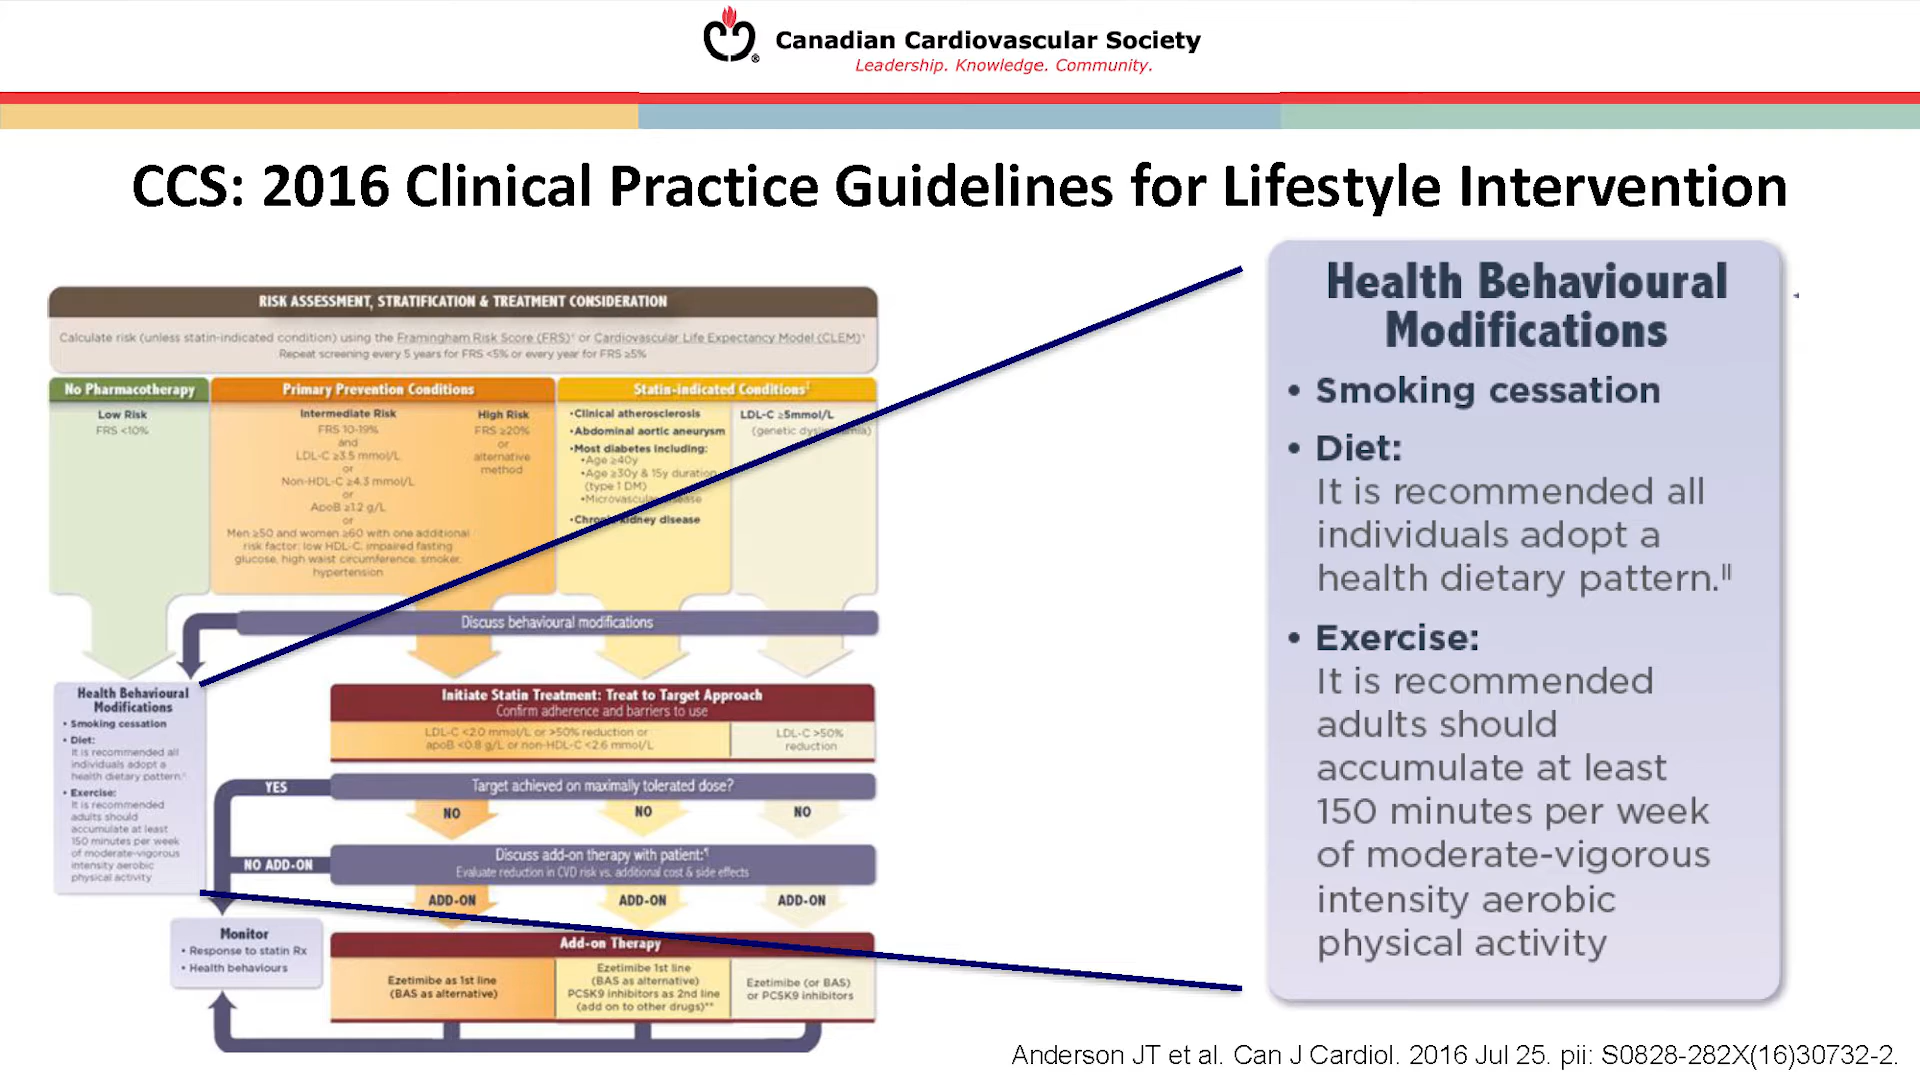 Canadian Cardiovascular Society
Leadership. Knowledge. Community.
CCS: 2016 Clinical Practice Guidelines for Lifestyle Intervention
RISK ASSESSMENT, STRATIFICATION & TREATMENT CONSIDERATION
Calculate risk (unless statin-indicated condition) using the Framingham Risk Score (FRS) or Cardiovascular Life Expectancy Model (CLEM)
Repeat screening every 5 years for FRS <5% or every year for FRS ≥5%
No Pharmacotherapy
Low Risk
FRS <10%
Primary Prevention Conditions
Intermediate Risk
FRS 10-19%
and
LDL-C ≥3.5 mmol/L
or
Non-HDL-C ≥4.3 mmol/L
or
ApoB ≥1.2 g/L
or
Men ≥50 and women ≥60 with one additional
risk factor: low HDL-C, impaired fasting
glucose, high waist circumference, smoker,
hypertension
High Risk
FRS ≥20%
or
alternative
method
Statin-indicated Conditions
•Clinical atherosclerosis
•Abdominal aortic aneurysm
•Most diabetes including:
•Age ≥40y
•Age ≥30y & 15y duration
(type 1 DM)
•Microvascular disease
•Chronic kidney disease
LDL-C ≥5mmol/L
(genetic dyslipidemia)
Discuss behavioural modifications
Health Behavioural
Modifications
• Smoking cessation
• Diet:
It is recommended all
individuals adopt a
health dietary pattern.
• Exercise:
It is recommended
adults should
accumulate at least
150 minutes per week
of moderate-vigorous
intensity aerobic
physical activity
Initiate Statin Treatment: Treat to Target Approach
Confirm adherence and barriers to use
LDL-C <2.0 mmol/L or >50% reduction or
apoB <0.8 g/L or non-HDL-C <2.6 mmol/L
LDL-C >50%
reduction
YES
Target achieved on maximally tolerated dose?
NO
NO
NO
NO ADD-ON
Discuss add-on therapy with patient:¶
Evaluate reduction in CVD risk vs. additional cost & side effects
ADD-ON
ADD-ON
ADD-ON
Monitor
• Response to statin Rx
• Health behaviours
Add-on Therapy
Ezetimibe as 1st line
(BAS as alternative)
Ezetimibe 1st line
(BAS as alternative)
PCSK9 inhibitors as 2nd line
(add on to other drugs)**
Ezetimibe (or BAS)
or PCSK9 inhibitors
Health Behavioural
Modifications
• Smoking cessation
• Diet:
It is recommended all
individuals adopt a
health dietary pattern.||
• Exercise:
It is recommended
adults should
accumulate at least
150 minutes per week
of moderate-vigorous
intensity aerobic
physical activity
Anderson JT et al. Can J Cardiol. 2016 Jul 25. pii: S0828-282X(16)30732-2.